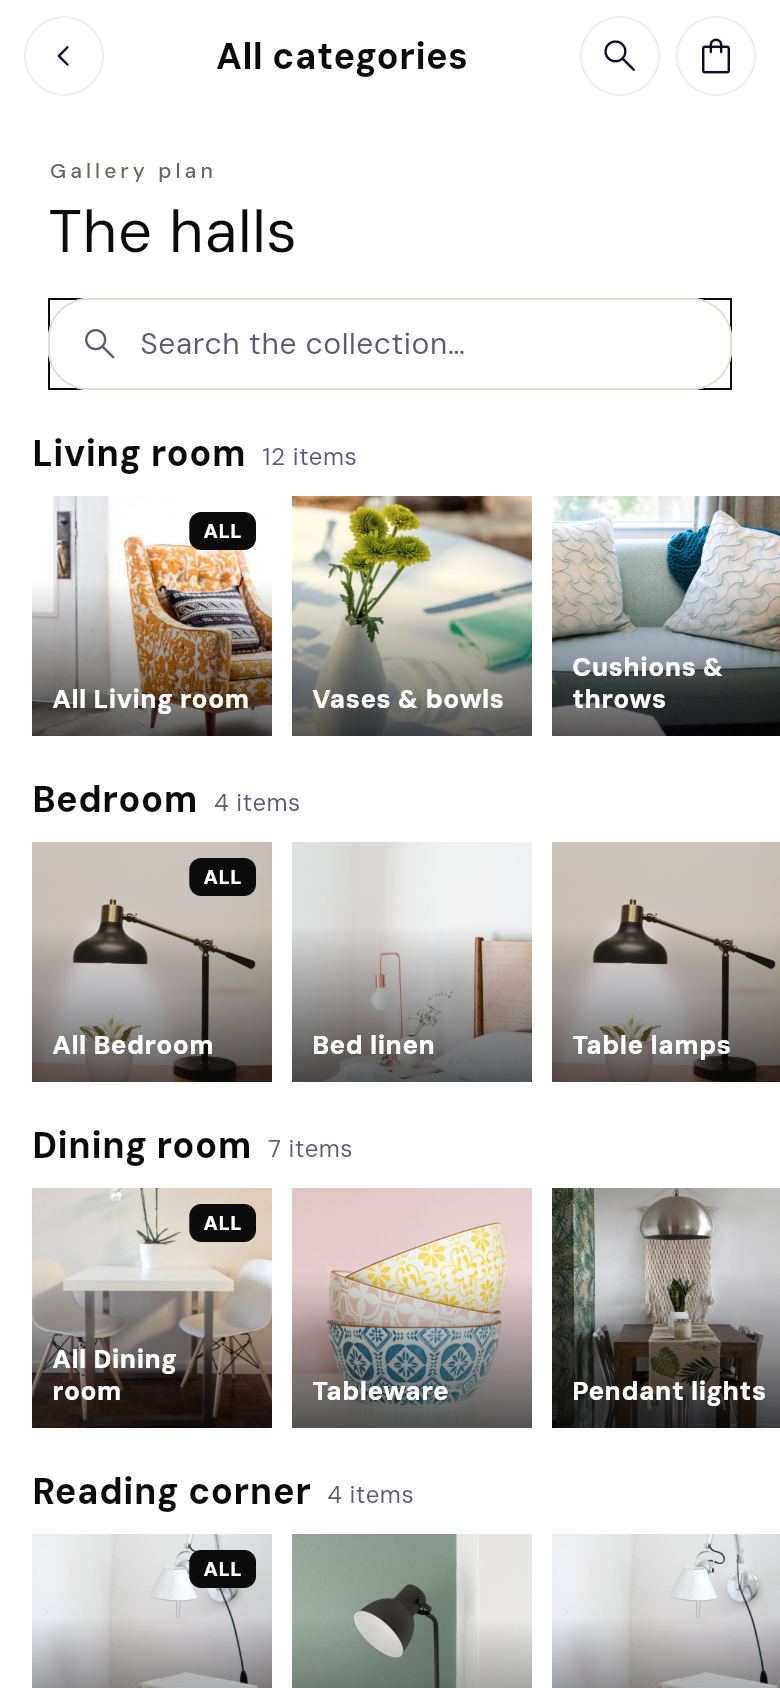 All categories
Gallery plan
The halls
Search the collection...
Living room 12 items
ALL
All Living room
Vases & bowls
Cushions &
throws
Bedroom 4 items
ALL
All Bedroom
Bed linen
Table lamps
Dining room 7 items
ALL
All Dining
room
Tableware
Pendant lights
Reading corner 4 items
ALL